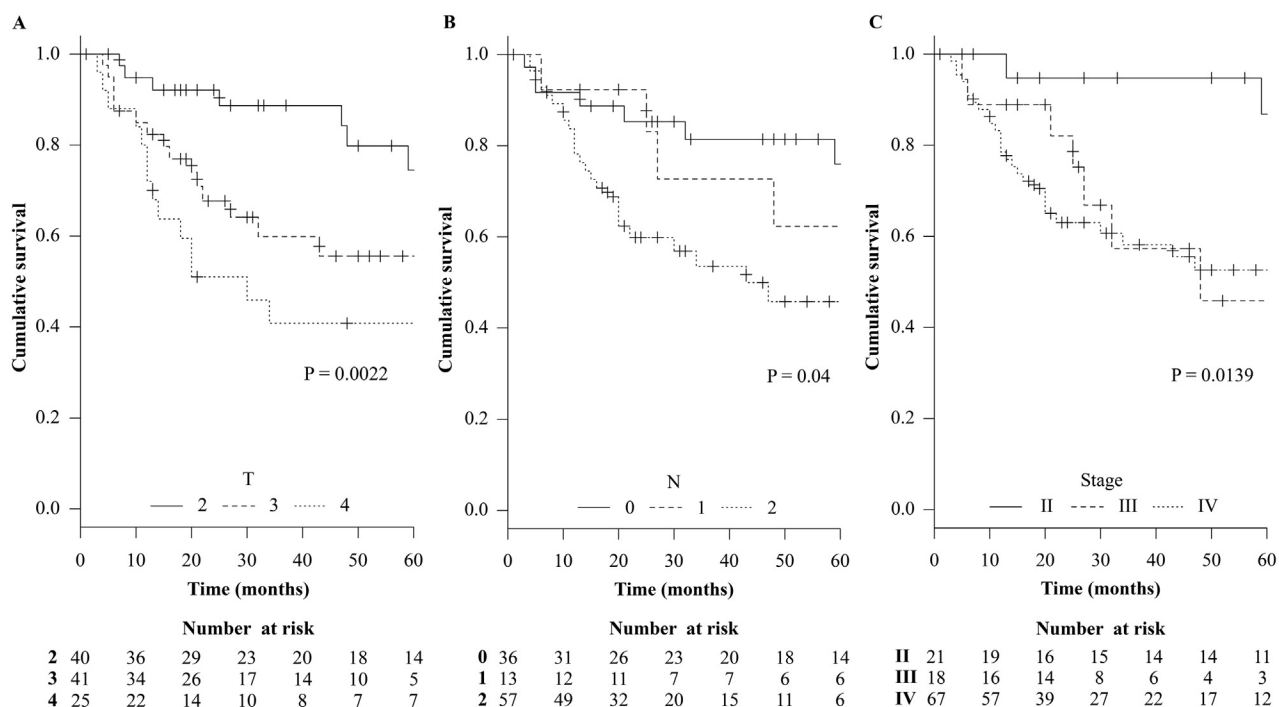 A
Cumulative survival
1.0
0.8
0.6
0.4
0.2
0.0
P = 0.0022
T
2 3 4
0 10 20 30 40 50 60
Time (months)
Number at risk
2 40 36 29 23 20 18 14
3 41 34 26 17 14 10 5
4 25 22 14 10 8 7 7
B
Cumulative survival
1.0
0.8
0.6
0.4
0.2
0.0
P = 0.04
N
0 1 2
0 10 20 30 40 50 60
Time (months)
Number at risk
0 36 31 26 23 20 18 14
1 13 12 11 7 7 6 6
2 57 49 32 20 15 11 6
C
Cumulative survival
1.0
0.8
0.6
0.4
0.2
0.0
P = 0.0139
Stage
II III IV
0 10 20 30 40 50 60
Time (months)
Number at risk
II 21 19 16 15 14 14 11
III 18 16 14 8 6 4 3
IV 67 57 39 27 22 17 12